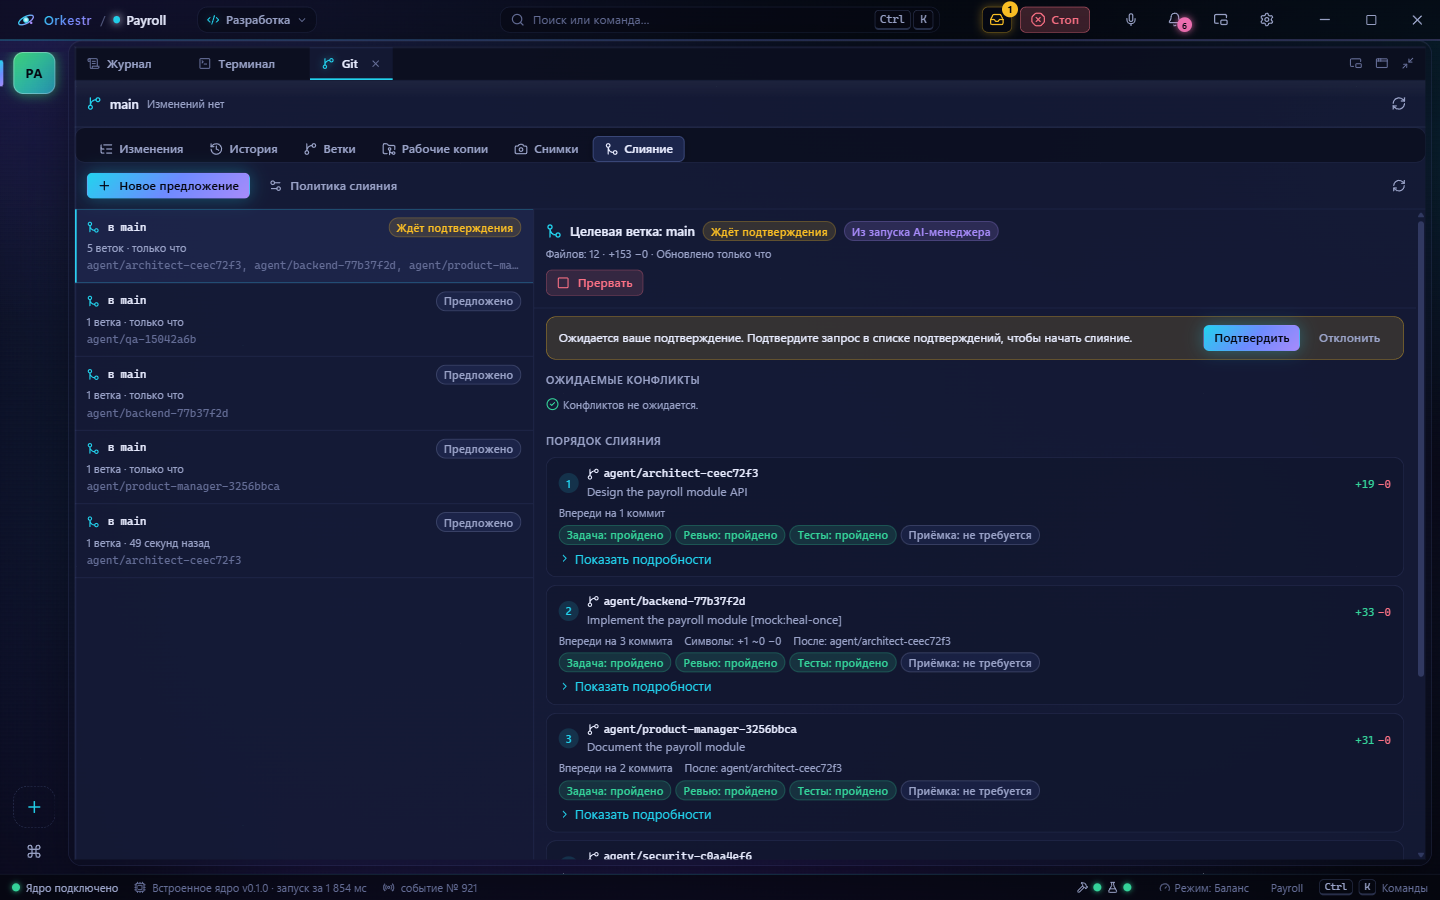 Orkestr / Payroll
Разработка
Поиск или команда...
Ctrl K
1
Стоп
6
PA
Журнал
Терминал
Git
main Изменений нет
Изменения
История
Ветки
Рабочие копии
Снимки
Слияние
Новое предложение
Политика слияния
в main
Ждёт подтверждения
5 веток · только что
agent/architect-ceec72f3, agent/backend-77b37f2d, agent/product-ma…
в main
Предложено
1 ветка · только что
agent/qa-15042a6b
в main
Предложено
1 ветка · только что
agent/backend-77b37f2d
в main
Предложено
1 ветка · только что
agent/product-manager-3256bbca
в main
Предложено
1 ветка · 49 секунд назад
agent/architect-ceec72f3
Целевая ветка: main
Ждёт подтверждения
Из запуска AI-менеджера
Файлов: 12 · +153 −0 · Обновлено только что
Прервать
Ожидается ваше подтверждение. Подтвердите запрос в списке подтверждений, чтобы начать слияние.
Подтвердить
Отклонить
ОЖИДАЕМЫЕ КОНФЛИКТЫ
Конфликтов не ожидается.
ПОРЯДОК СЛИЯНИЯ
1
agent/architect-ceec72f3
Design the payroll module API
+19 −0
Впереди на 1 коммит
Задача: пройдено
Ревью: пройдено
Тесты: пройдено
Приёмка: не требуется
Показать подробности
2
agent/backend-77b37f2d
Implement the payroll module [mock:heal-once]
+33 −0
Впереди на 3 коммита Символы: +1 ~0 −0 После: agent/architect-ceec72f3
Задача: пройдено
Ревью: пройдено
Тесты: пройдено
Приёмка: не требуется
Показать подробности
3
agent/product-manager-3256bbca
Document the payroll module
+31 −0
Впереди на 2 коммита После: agent/architect-ceec72f3
Задача: пройдено
Ревью: пройдено
Тесты: пройдено
Приёмка: не требуется
Показать подробности
agent/security-c0aa4ef6
Ядро подключено
Встроенное ядро v0.1.0 · запуск за 1 854 мс
событие № 921
Режим: Баланс
Payroll
Ctrl K Команды